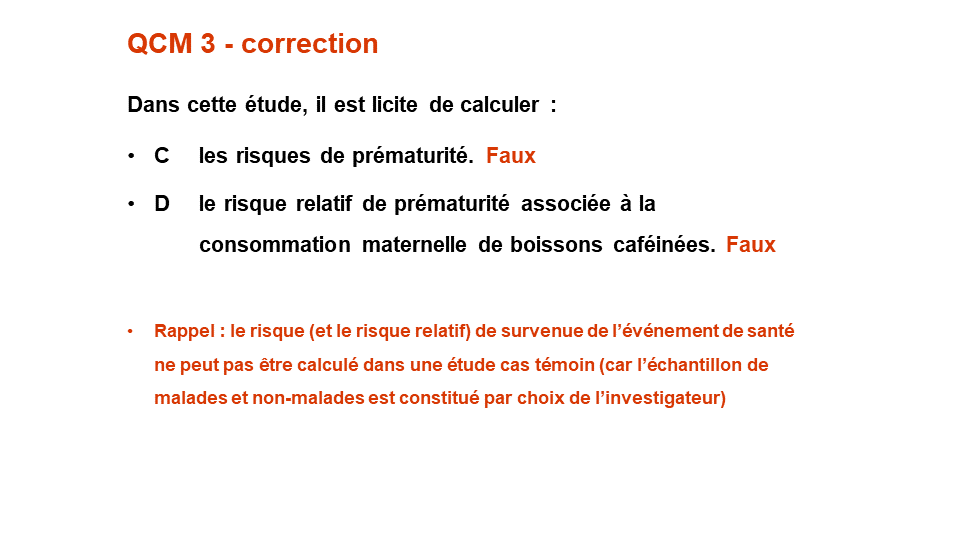 QCM 3 - correction
Dans cette étude, il est licite de calculer :
• C les risques de prématurité. Faux
• D le risque relatif de prématurité associée à la
consommation maternelle de boissons caféinées. Faux
• Rappel : le risque (et le risque relatif) de survenue de l’événement de santé
ne peut pas être calculé dans une étude cas témoin (car l’échantillon de
malades et non-malades est constitué par choix de l’investigateur)